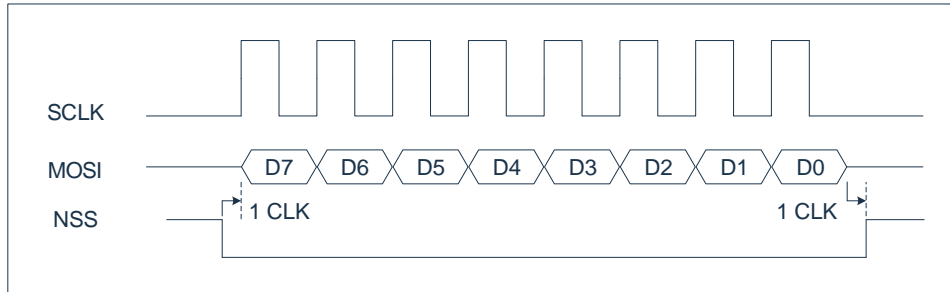 SCLK
MOSI D7 D6 D5 D4 D3 D2 D1 D0
1 CLK 1 CLK
NSS